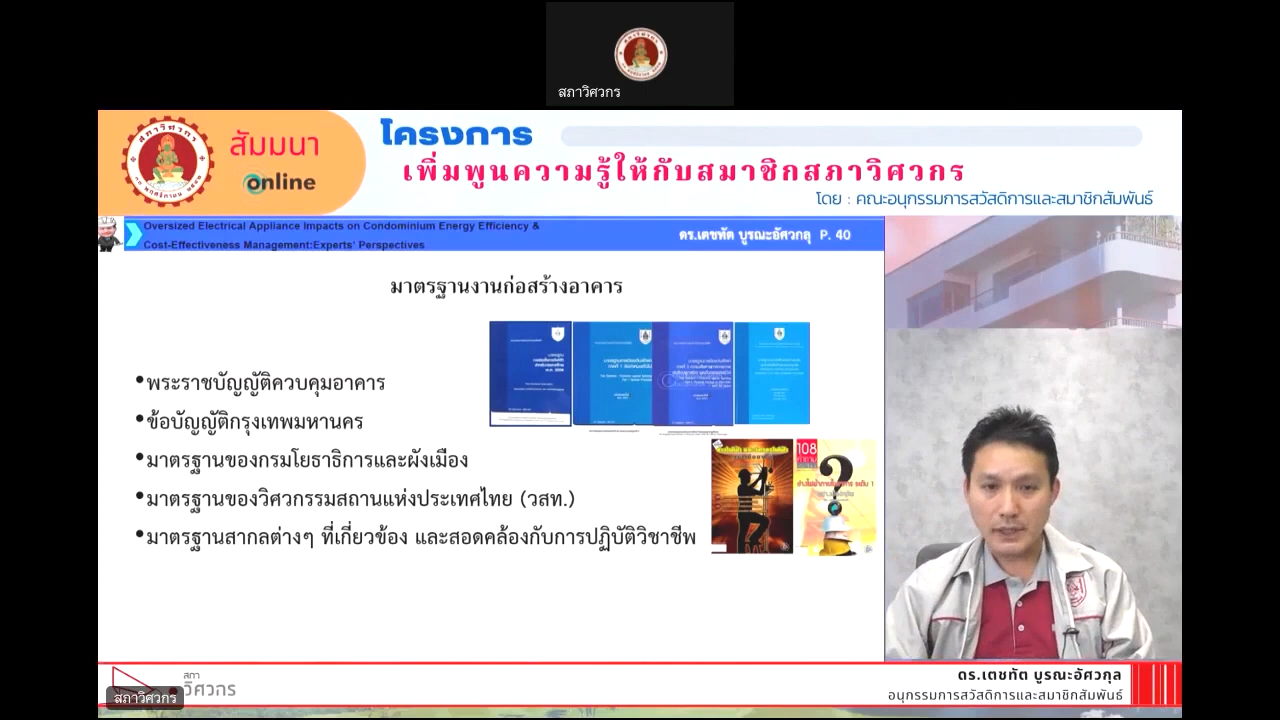 สภาวิศวกร
สัมมนา
Online
โครงการ
เพิ่มพูนความรู้ให้กับสมาชิกสภาวิศวกร
โดย : คณะอนุกรรมการสวัสดิการและสมาชิกสัมพันธ์
Oversized Electrical Appliance Impacts on Condominium Energy Efficiency &
Cost-Effectiveness Management:Experts' Perspectives
ดร.เตชทัต บูรณะอัศวกุล P. 40
มาตรฐานงานก่อสร้างอาคาร
•พระราชบัญญัติควบคุมอาคาร
•ข้อบัญญัติกรุงเทพมหานคร
•มาตรฐานของกรมโยธาธิการและผังเมือง
•มาตรฐานของวิศวกรรมสถานแห่งประเทศไทย (วสท.)
•มาตรฐานสากลต่างๆ ที่เกี่ยวข้อง และสอดคล้องกับการปฏิบัติวิชาชีพ
108
สภา
วิศวกร
สภาวิศวกร
ดร.เตชทัต บูรณะอัศวกุล
อนุกรรมการสวัสดิการและสมาชิกสัมพันธ์